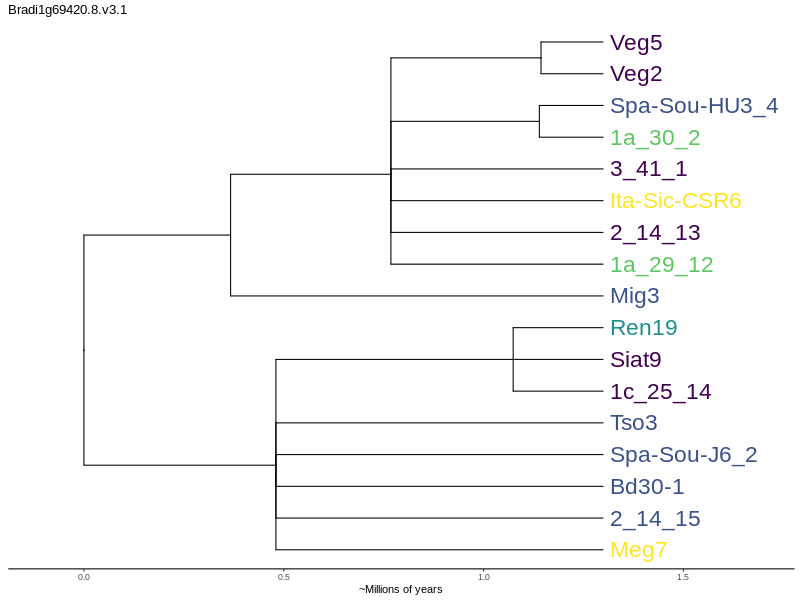 Bradi1g69420.8.v3.1
Veg5
Veg2
Spa-Sou-HU3_4
1a_30_2
3_41_1
Ita-Sic-CSR6
2_14_13
1a_29_12
Mig3
Ren19
Siat9
1c_25_14
Tso3
Spa-Sou-J6_2
Bd30-1
2_14_15
Meg7
0.0 0.5 1.0 1.5
~Millions of years